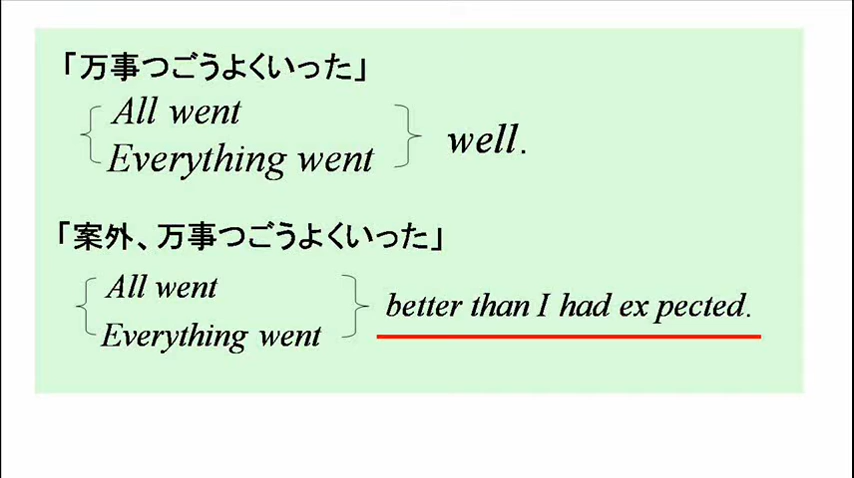 「万事つごうよくいった」
All went
Everything went
well.
「案外、万事つごうよくいった」
All went
Everything went
better than I had ex pected.